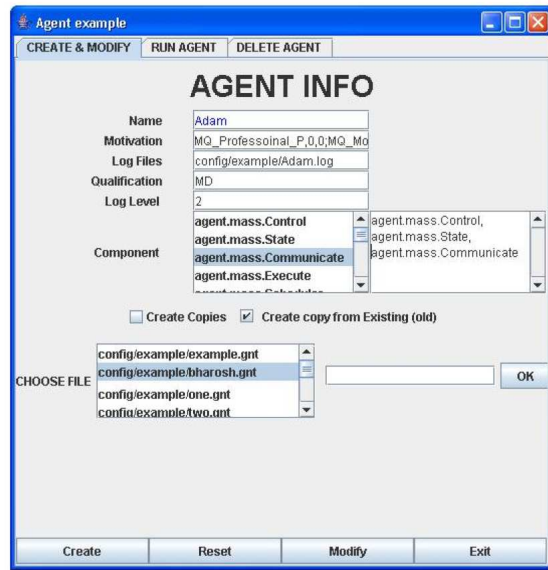 Agent example
CREATE & MODIFY RUN AGENT DELETE AGENT
AGENT INFO
Name Adam
Motivation MQ_Professoinal_P,0,0;MQ_Mo
Log Files config/example/Adam.log
Qualification MD
Log Level 2
Component
agent.mass.Control
agent.mass.State
agent.mass.Communicate
agent.mass.Execute
agent.mass.Schedules
agent.mass.Control,
agent.mass.State,
agent.mass.Communicate
Create Copies Create copy from Existing (old)
CHOOSE FILE
config/example/example.gnt
config/example/bharosh.gnt
config/example/one.gnt
config/example/two.gnt
OK
Create Reset Modify Exit